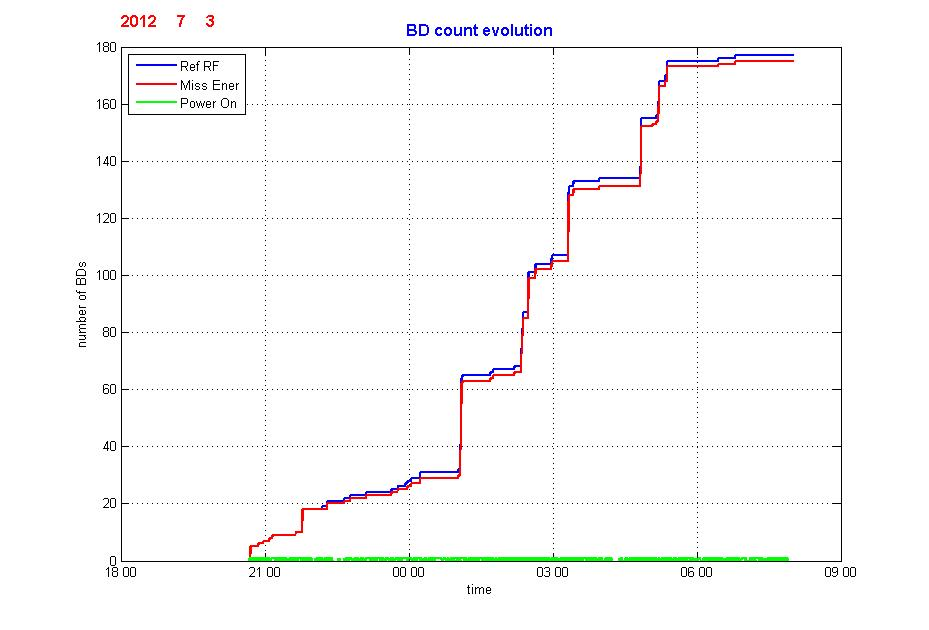 2012 7 3
BD count evolution
Ref RF
Miss Ener
Power On
180
160
140
120
100
80
60
40
20
0
number of BDs
18 00 21 00 00 00 03 00 06 00 09 00
time